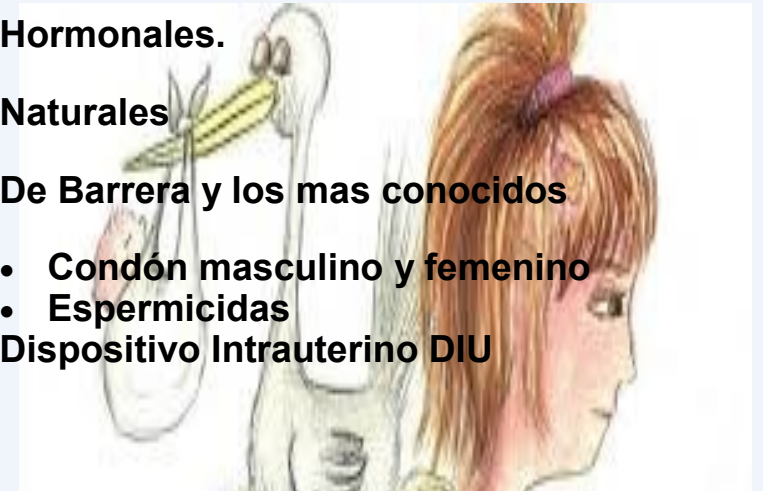 Hormonales.
Naturales
De Barrera y los mas conocidos
• Condón masculino y femenino
• Espermicidas
Dispositivo Intrauterino DIU